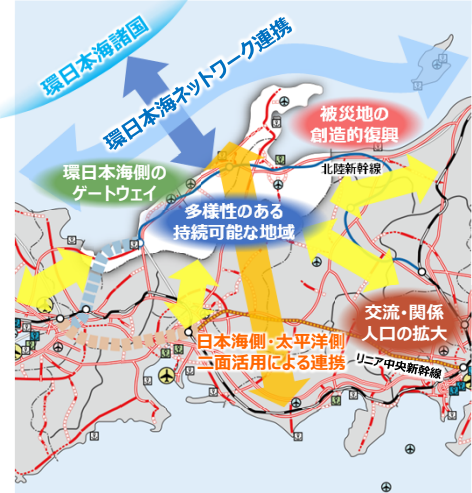 環日本海諸国
環日本海ネットワーク連携
被災地の
創造的復興
北陸新幹線
環日本海側の
ゲートウェイ
多様性のある
持続可能な地域
交流・関係
人口の拡大
日本海側・太平洋側
二面活用による連携
リニア中央新幹線